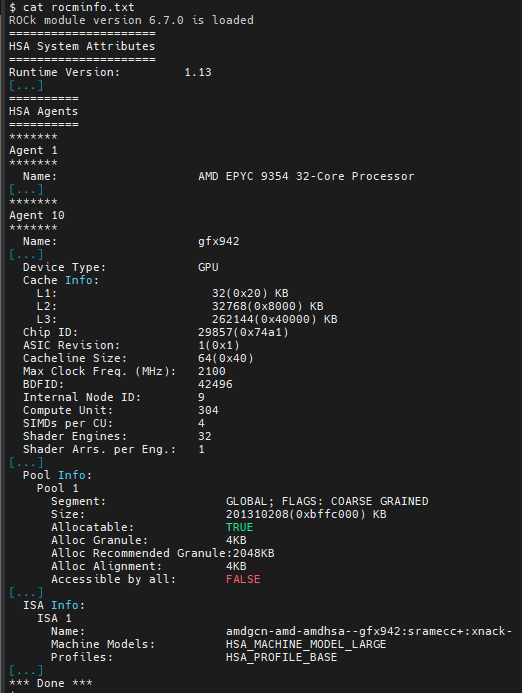 $ cat rocminfo.txt
ROCk module version 6.7.0 is loaded
=====================
HSA System Attributes
=====================
Runtime Version:         1.13
[...]
==========
HSA Agents
==========
*******
Agent 1
*******
  Name:                    AMD EPYC 9354 32-Core Processor
[...]
*******
Agent 10
*******
  Name:                    gfx942
[...]
  Device Type:             GPU
  Cache Info:
    L1:                      32(0x20) KB
    L2:                      32768(0x8000) KB
    L3:                      262144(0x40000) KB
  Chip ID:                 29857(0x74a1)
  ASIC Revision:           1(0x1)
  Cacheline Size:          64(0x40)
  Max Clock Freq. (MHz):   2100
  BDFID:                   42496
  Internal Node ID:        9
  Compute Unit:            304
  SIMDs per CU:            4
  Shader Engines:          32
  Shader Arrs. per Eng.:   1
[...]
  Pool Info:
    Pool 1
      Segment:                 GLOBAL; FLAGS: COARSE GRAINED
      Size:                    201310208(0xbffc000) KB
      Allocatable:             TRUE
      Alloc Granule:           4KB
      Alloc Recommended Granule:2048KB
      Alloc Alignment:         4KB
      Accessible by all:       FALSE
[...]
  ISA Info:
    ISA 1
      Name:                    amdgcn-amd-amdhsa--gfx942:sramecc+:xnack-
      Machine Models:          HSA_MACHINE_MODEL_LARGE
      Profiles:                HSA_PROFILE_BASE
[...]
*** Done ***